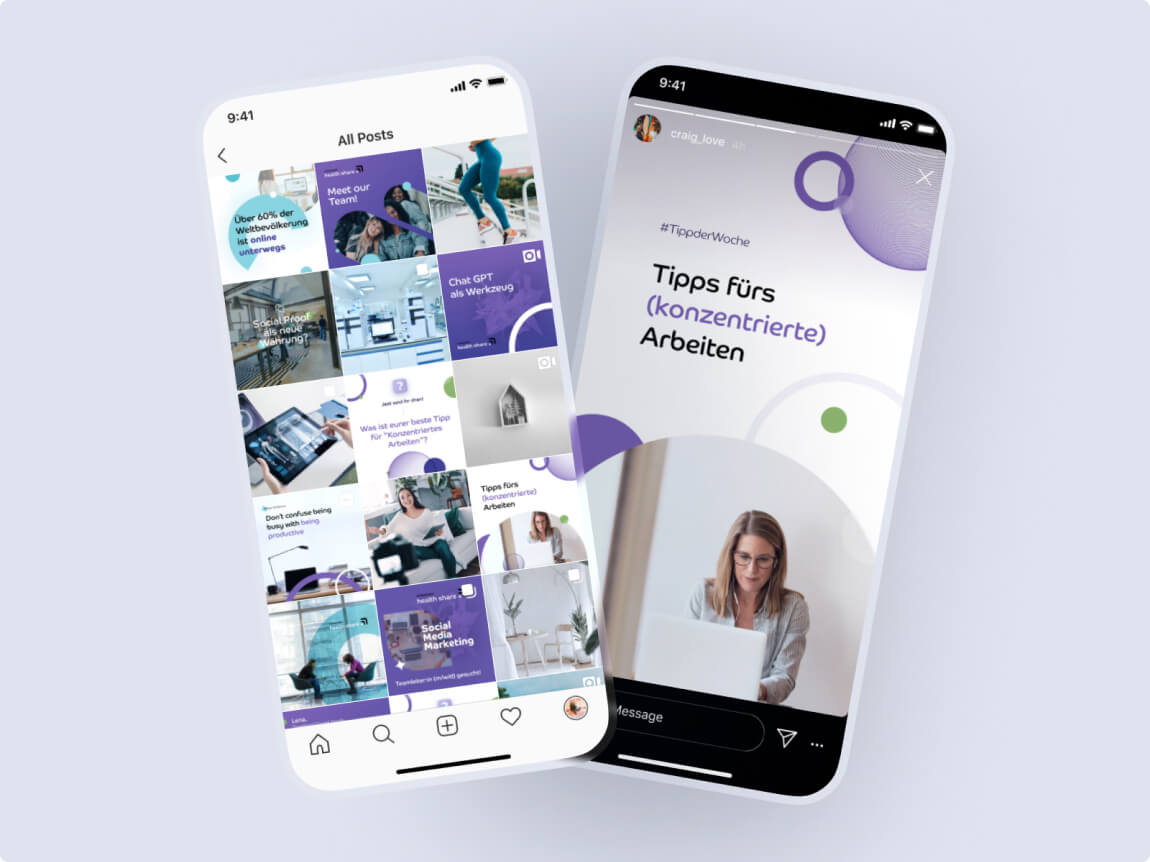 9:41
All Posts
Über 60% der
Weltbevölkerung
ist online
unterwegs
health share
Meet our
Team!
Social Proof
als neue
Währung?
Chat GPT
als Werkzeug
health share
?
Was ist eurer beste Tipp
für "Konzentriertes
Arbeiten"?
Don't confuse being
busy with being
productive
Tipps fürs
(konzentrierte)
Arbeiten
health share
health share
Social
Media
Marketing
Teamleiter:in (m/w/d) gesucht!
Lena,
9:41
craig_love 4h
#TippderWoche
Tipps fürs
(konzentrierte)
Arbeiten
Message